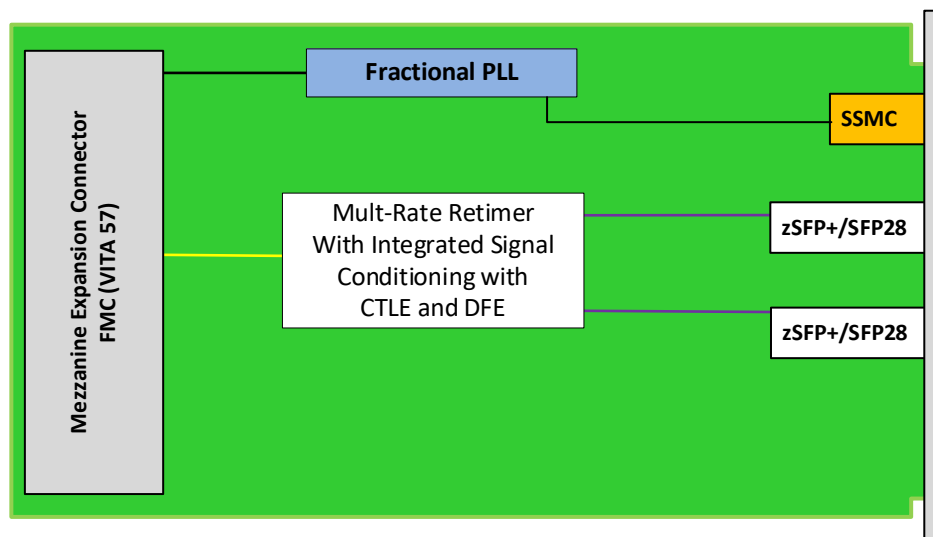 Fractional PLL
SSMC
Mezzanine Expansion Connector
FMC (VITA 57)
Mult-Rate Retimer
With Integrated Signal
Conditioning with
CTLE and DFE
zSFP+/SFP28
zSFP+/SFP28